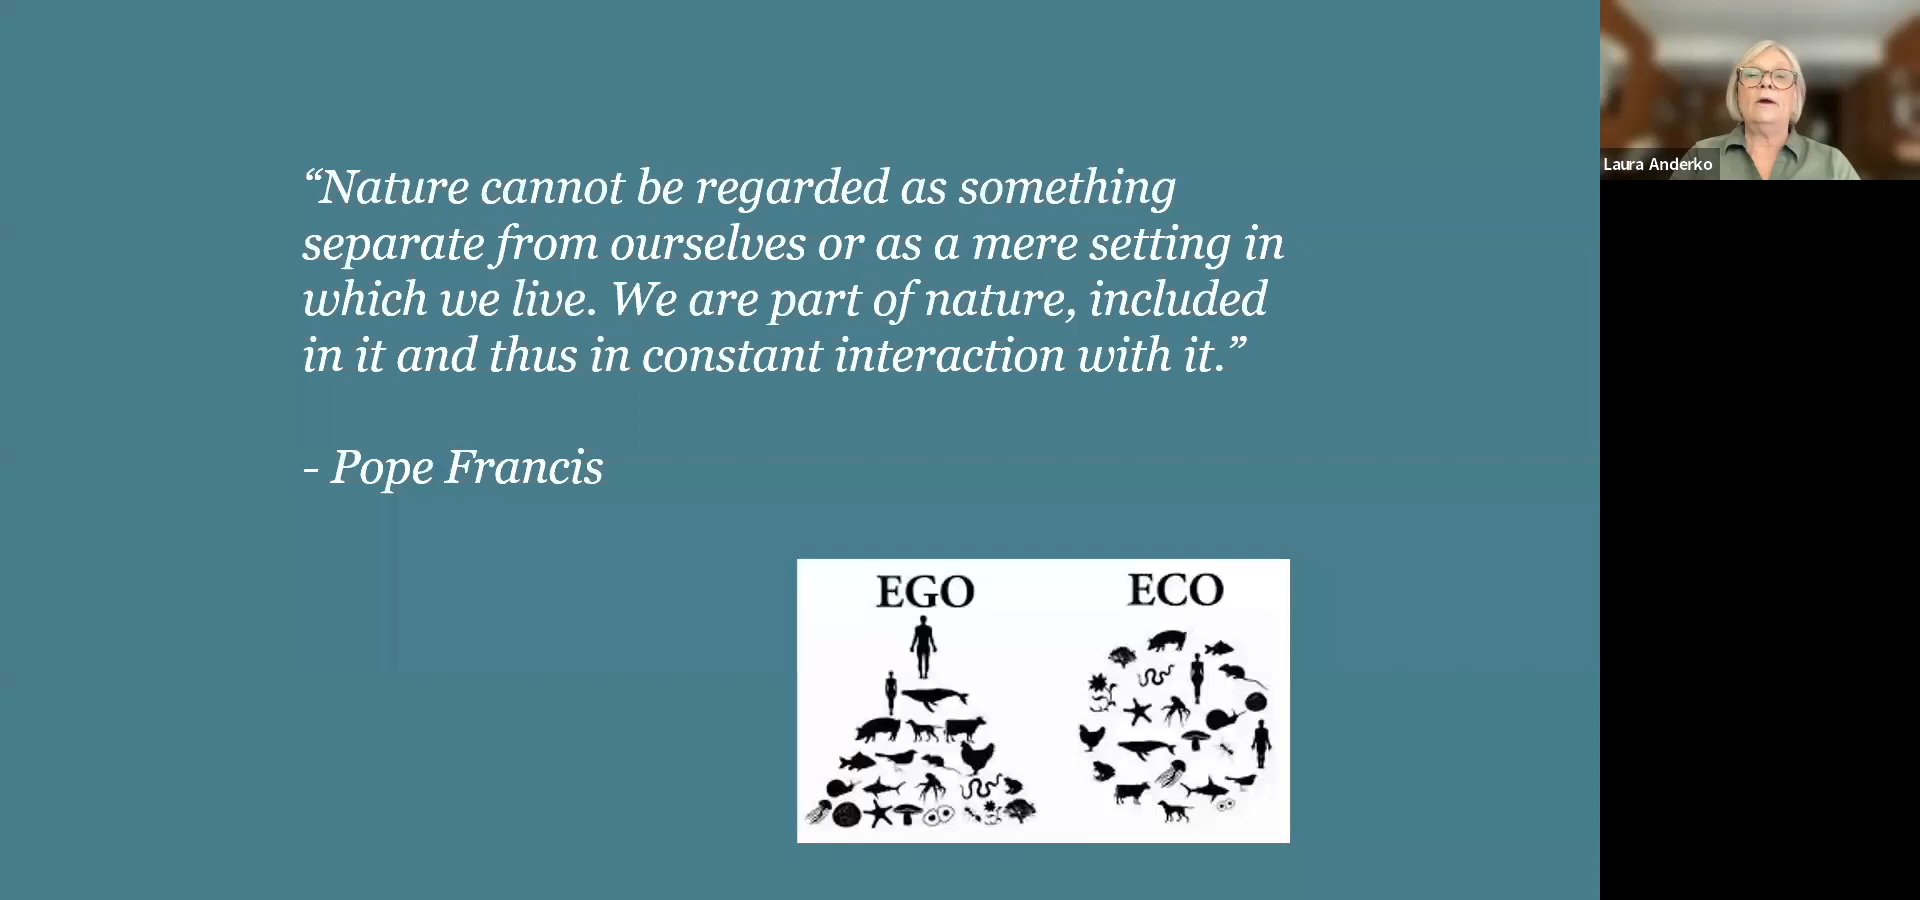 “Nature cannot be regarded as something
separate from ourselves or as a mere setting in
which we live. We are part of nature, included
in it and thus in constant interaction with it.”
- Pope Francis
EGO
ECO
Laura Anderko